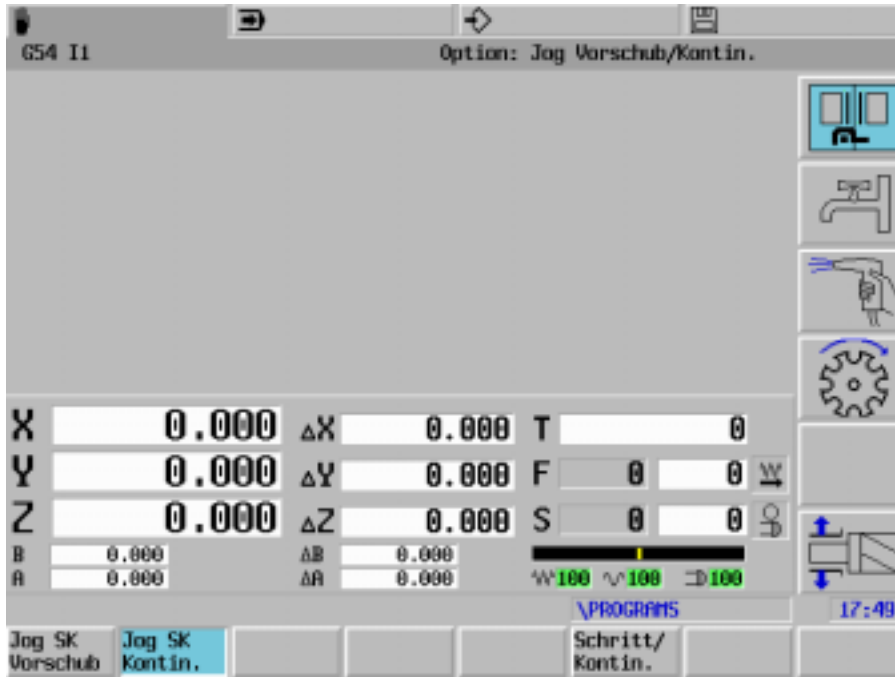 G54 I1 Option: Jog Vorschub/Kontin.
X 0.000 ΔX 0.000 T 0
Y 0.000 ΔY 0.000 F 0 0
Z 0.000 ΔZ 0.000 S 0 0
B 0.000 ΔB 0.000
A 0.000 ΔA 0.000 100 100 100
\PROGRAMS 17:49
Jog SK Vorschub
Jog SK Kontin.
Schritt/ Kontin.